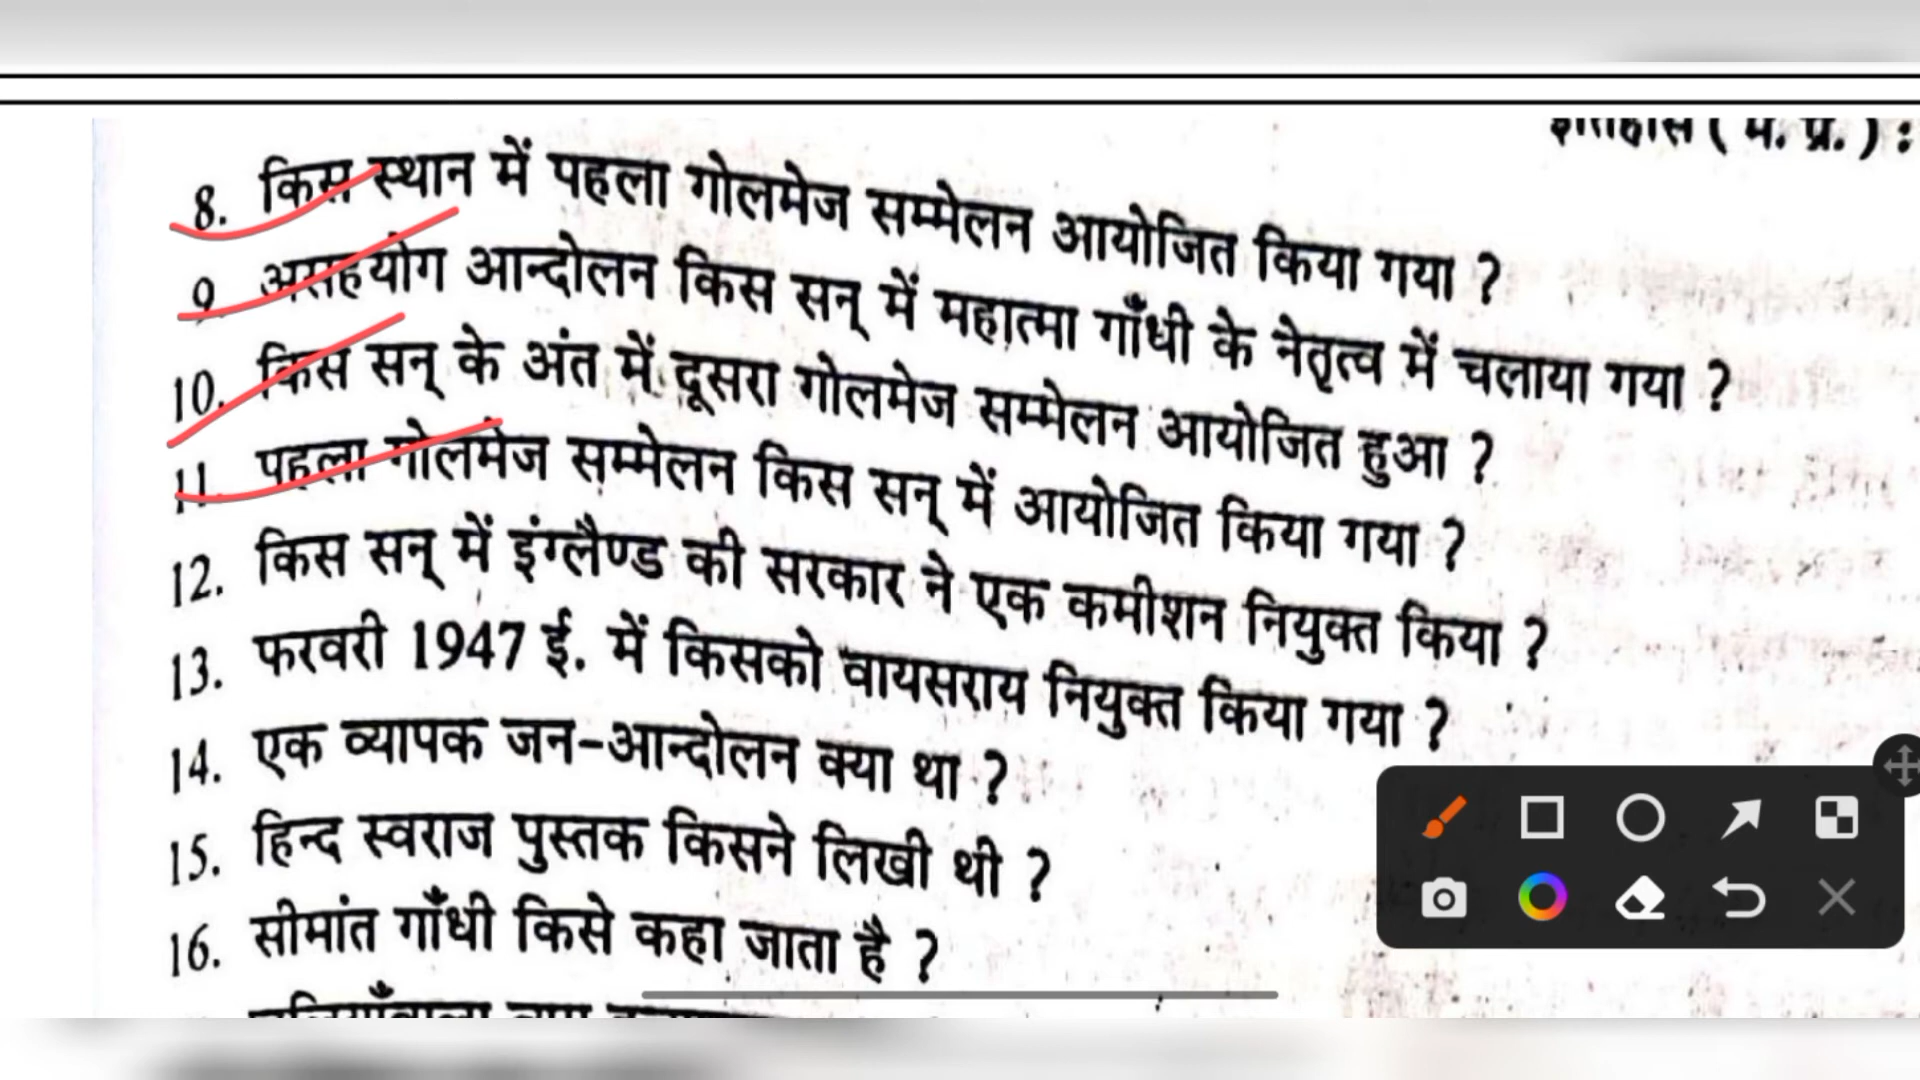 इतिहास ( म. प्र. ) :
8. किस स्थान में पहला गोलमेज सम्मेलन आयोजित किया गया ?
9. असहयोग आन्दोलन किस सन् में महात्मा गाँधी के नेतृत्व में चलाया गया ?
10. किस सन् के अंत में दूसरा गोलमेज सम्मेलन आयोजित हुआ ?
11. पहला गोलमेज सम्मेलन किस सन् में आयोजित किया गया ?
12. किस सन् में इंग्लैण्ड की सरकार ने एक कमीशन नियुक्त किया ?
13. फरवरी 1947 ई. में किसको वायसराय नियुक्त किया गया ?
14. एक व्यापक जन-आन्दोलन क्या था ?
15. हिन्द स्वराज पुस्तक किसने लिखी थी ?
16. सीमांत गाँधी किसे कहा जाता है ?